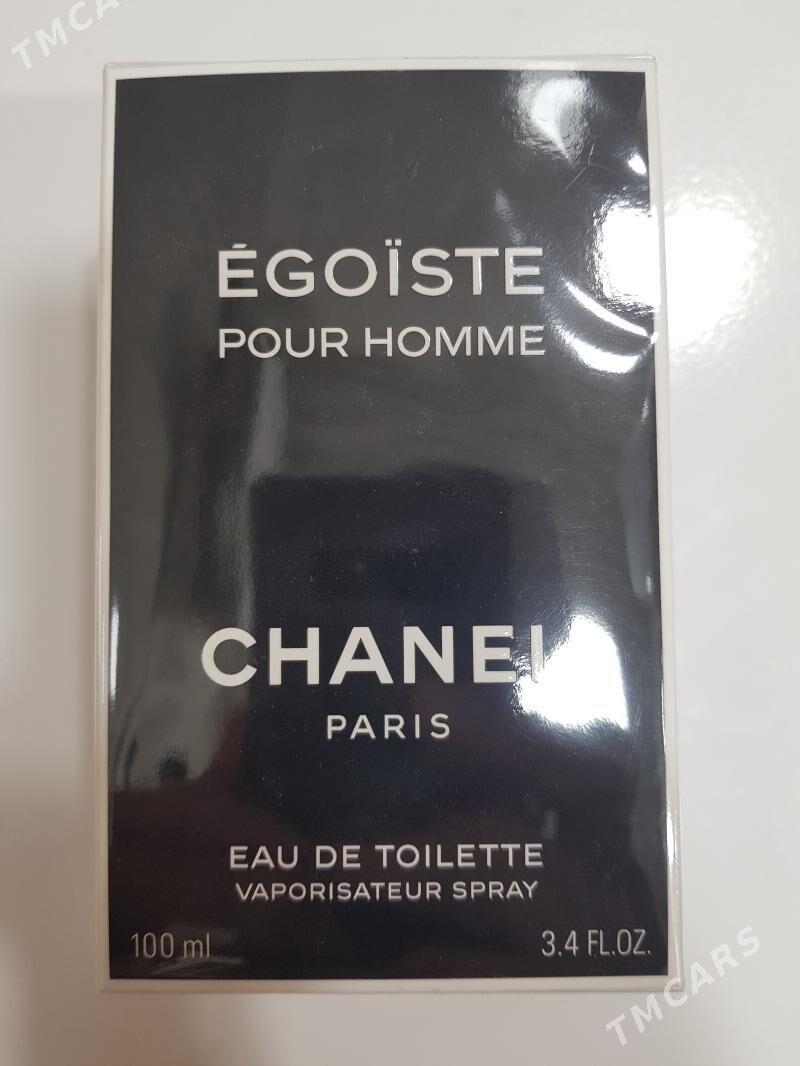 TMCARS
ÉGOÏSTE
POUR HOMME
CHANEL
PARIS
EAU DE TOILETTE
VAPORISATEUR SPRAY
100 ml
3.4 FL.OZ.
TMCARS